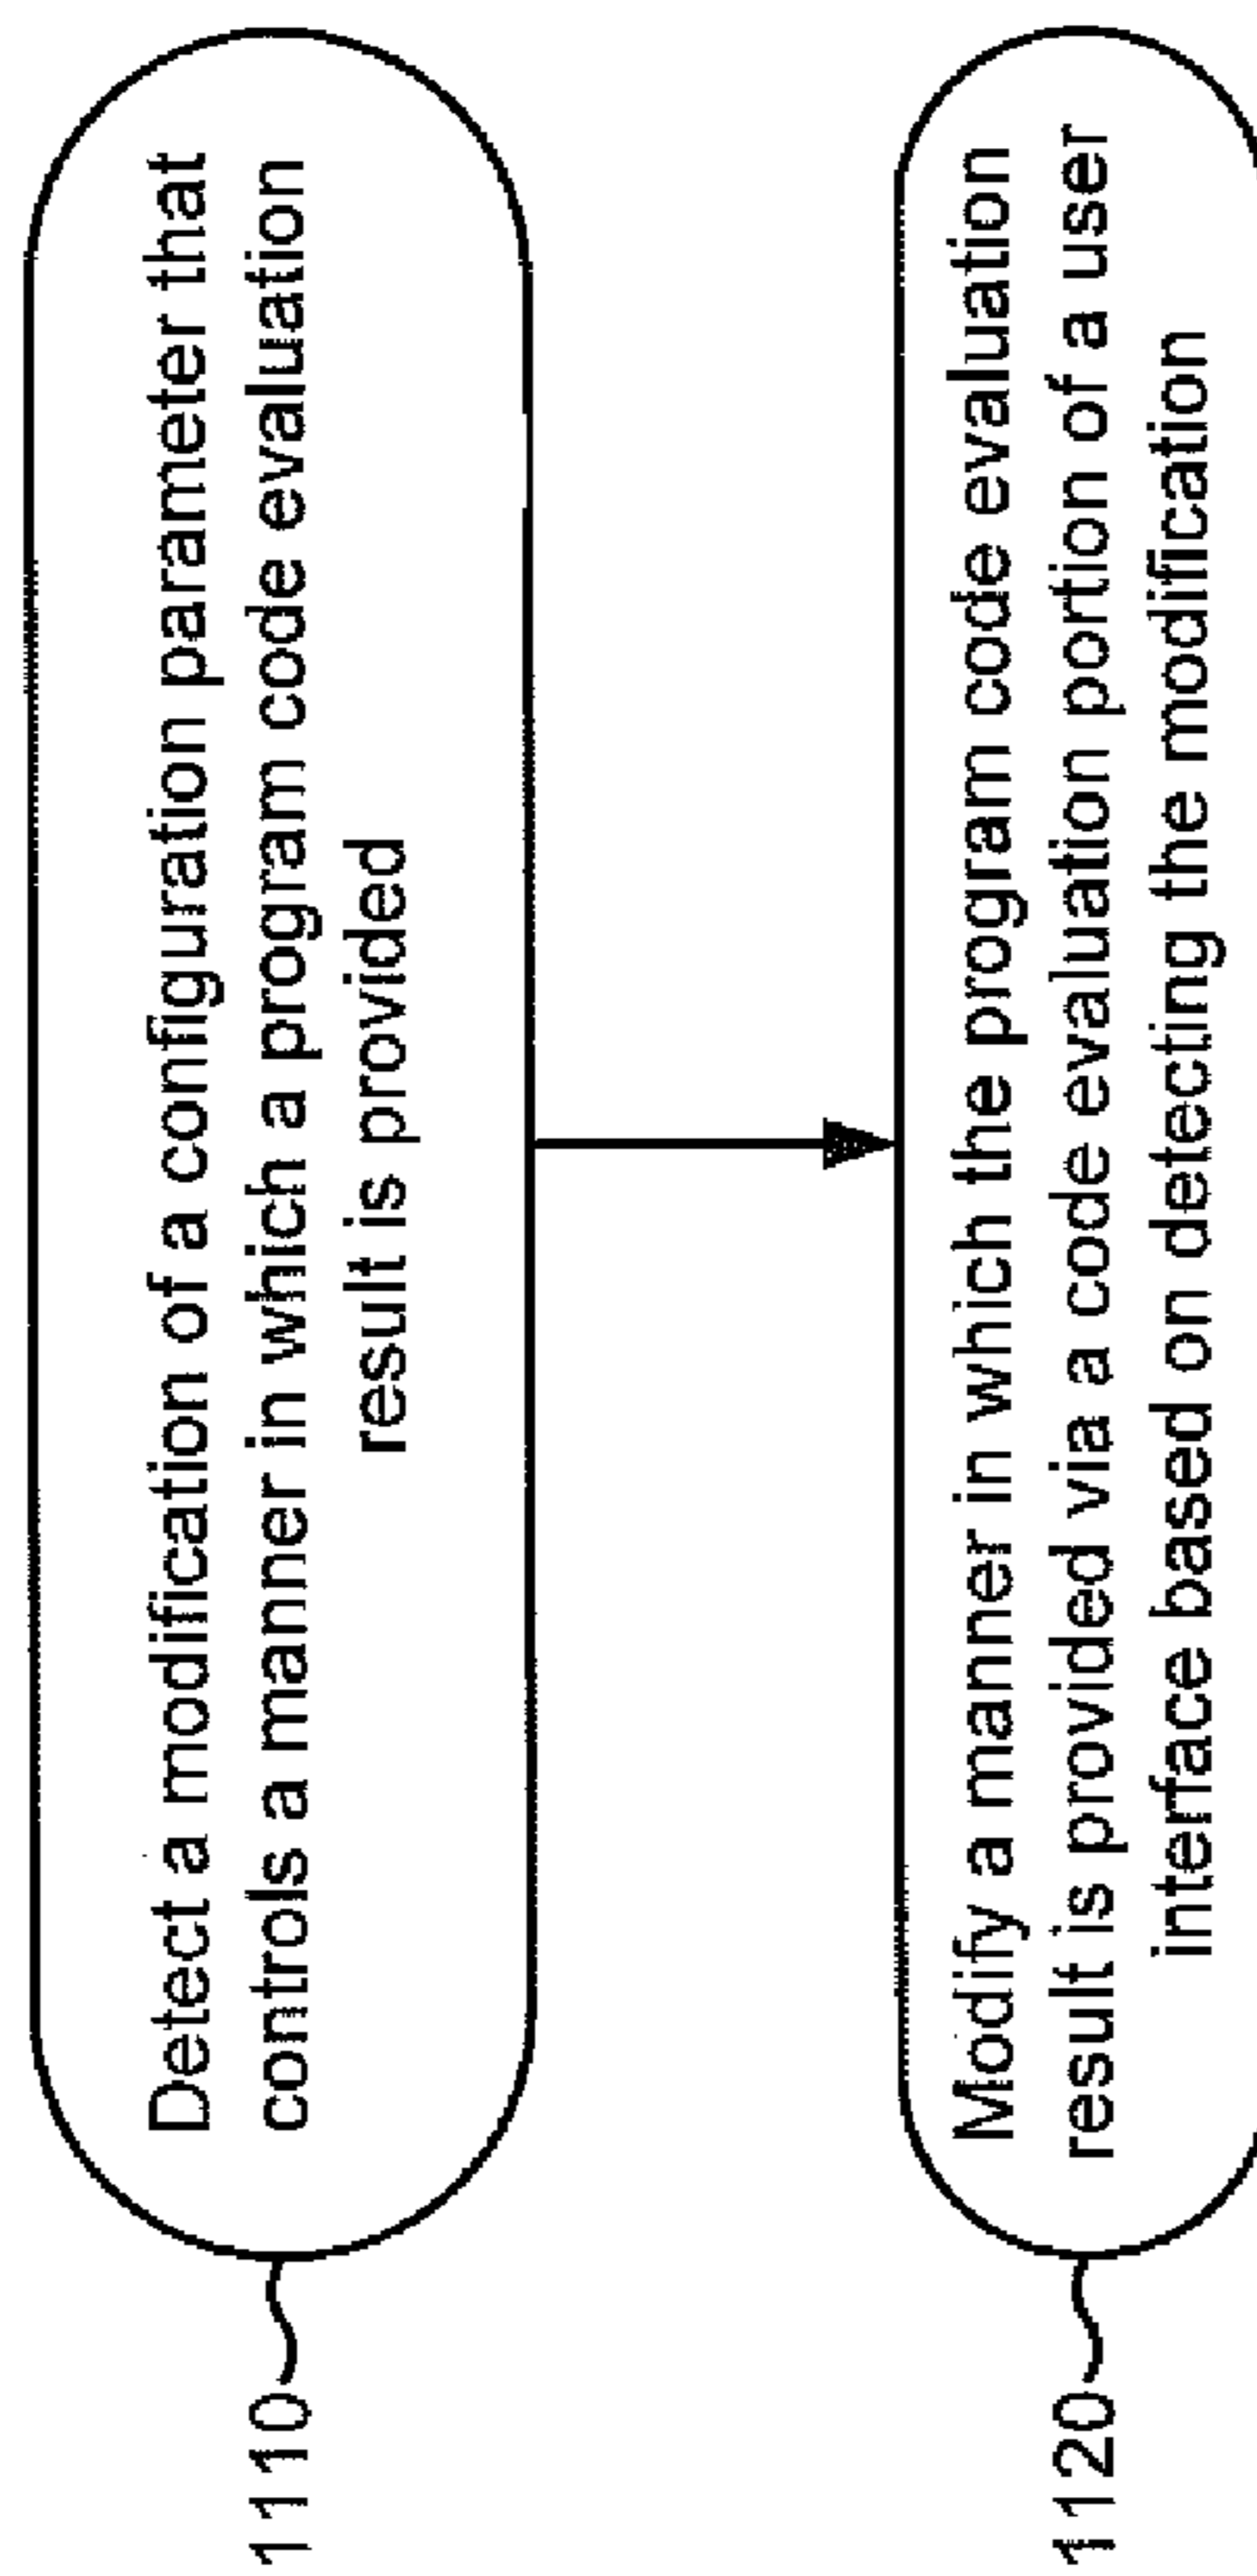 1110
Detect a modification of a configuration parameter that
controls a manner in which a program code evaluation
result is provided
1120
Modify a manner in which the program code evaluation
result is provided via a code evaluation portion of a user
interface based on detecting the modification